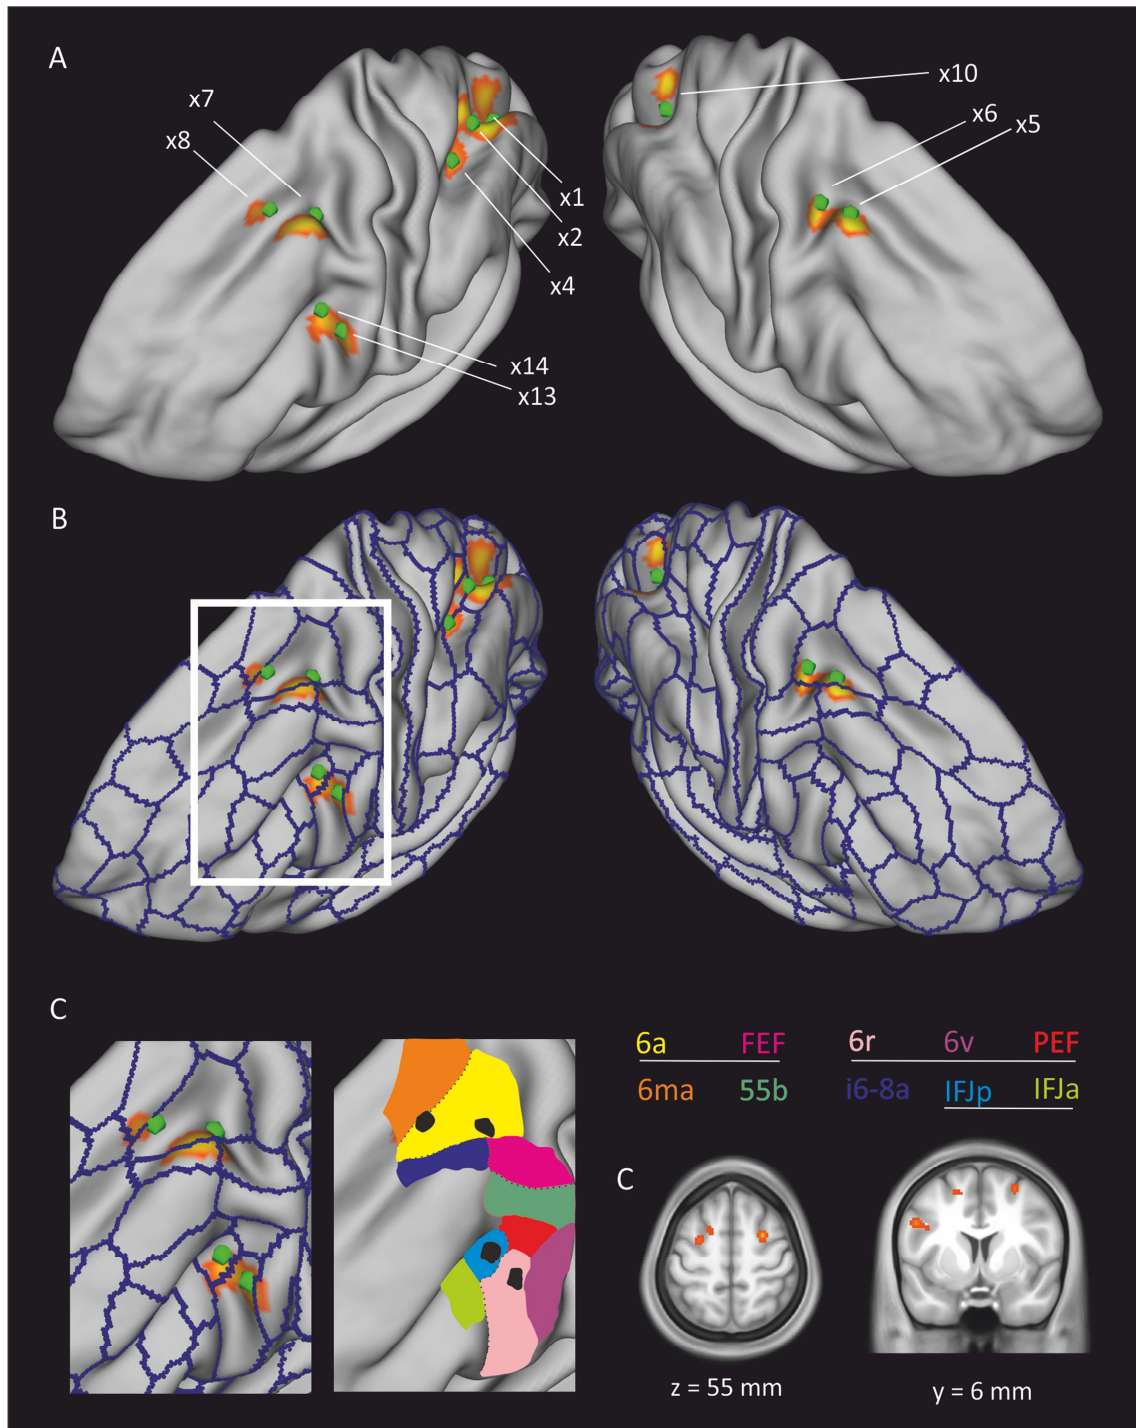 A
x7
x8
x1
x2
x4
x14
x13
x10
x6
x5
B
C
6a FEF
6ma 55b
6r 6v PEF
i6-8a IFJp IFJa
C
z = 55 mm
y = 6 mm